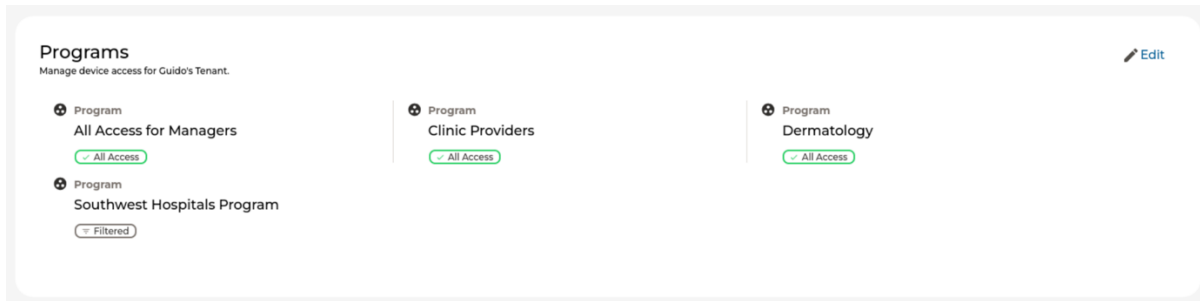 Programs
Edit
Manage device access for Guido's Tenant.
Program
All Access for Managers
All Access
Program
Clinic Providers
All Access
Program
Dermatology
All Access
Program
Southwest Hospitals Program
Filtered